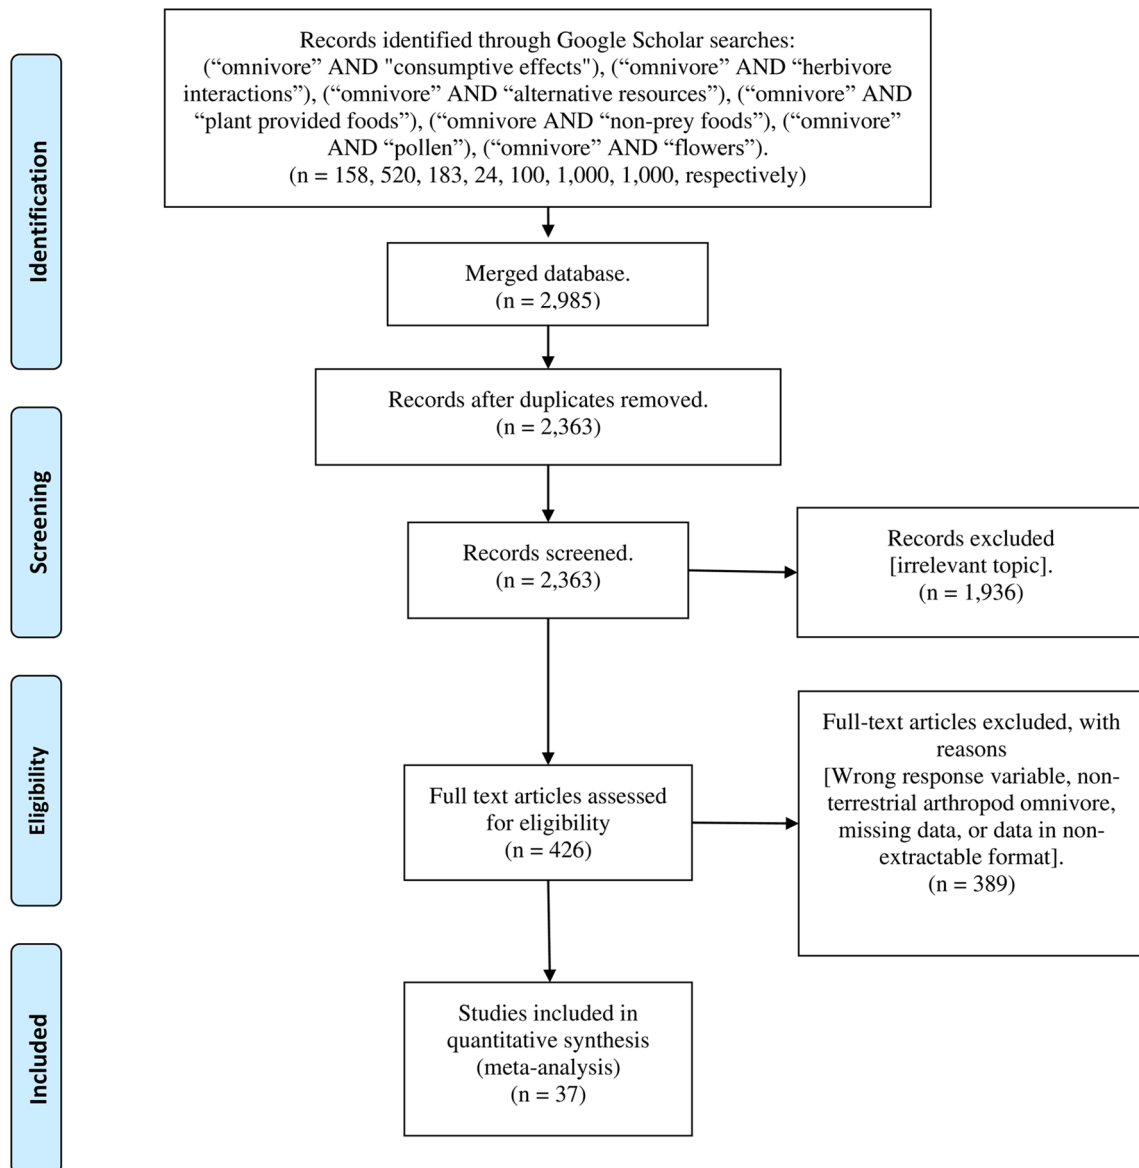 Identification
Records identified through Google Scholar searches:
(“omnivore” AND "consumptive effects"), (“omnivore” AND “herbivore
interactions”), (“omnivore” AND “alternative resources”), (“omnivore” AND
“plant provided foods”), (“omnivore AND “non-prey foods”), (“omnivore”
AND “pollen”), (“omnivore” AND “flowers”).
(n = 158, 520, 183, 24, 100, 1,000, 1,000, respectively)
Merged database.
(n = 2,985)
Records after duplicates removed.
(n = 2,363)
Screening
Records screened.
(n = 2,363)
Records excluded
[irrelevant topic].
(n = 1,936)
Eligibility
Full text articles assessed
for eligibility
(n = 426)
Full-text articles excluded, with
reasons
[Wrong response variable, non-
terrestrial arthropod omnivore,
missing data, or data in non-
extractable format].
(n = 389)
Included
Studies included in
quantitative synthesis
(meta-analysis)
(n = 37)